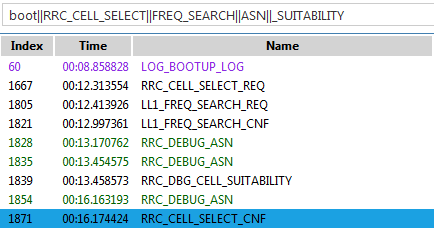 boot||RRC_CELL_SELECT||FREQ_SEARCH||ASN||_SUITABILITY
Index Time Name
60 00:08.858828 LOG_BOOTUP_LOG
1667 00:12.313554 RRC_CELL_SELECT_REQ
1805 00:12.413926 LL1_FREQ_SEARCH_REQ
1821 00:12.997361 LL1_FREQ_SEARCH_CNF
1828 00:13.170762 RRC_DEBUG_ASN
1835 00:13.454575 RRC_DEBUG_ASN
1839 00:13.458573 RRC_DBG_CELL_SUITABILITY
1854 00:16.163193 RRC_DEBUG_ASN
1871 00:16.174424 RRC_CELL_SELECT_CNF